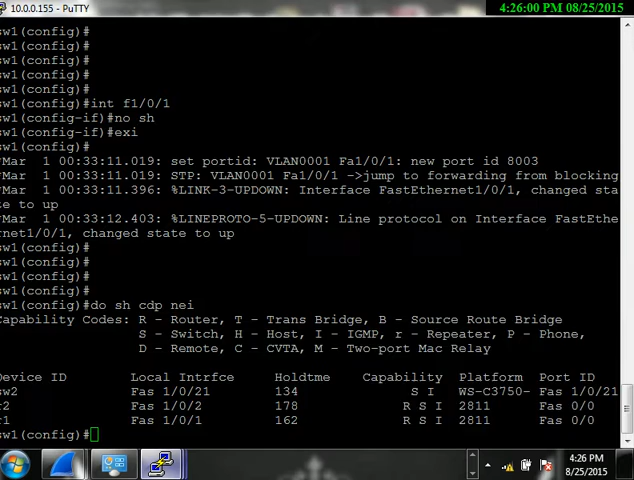 10.0.0.155 - PuTTY
4:26:00 PM 08/25/2015
sw1(config)#
sw1(config)#
sw1(config)#
sw1(config)#
sw1(config)#
sw1(config)#int f1/0/1
sw1(config-if)#no sh
sw1(config-if)#exi
sw1(config)#
*Mar 1 00:33:11.019: set portid: VLAN0001 Fa1/0/1: new port id 8003
*Mar 1 00:33:11.019: STP: VLAN0001 Fa1/0/1 ->jump to forwarding from blocking
*Mar 1 00:33:11.396: %LINK-3-UPDOWN: Interface FastEthernet1/0/1, changed sta
te to up
*Mar 1 00:33:12.403: %LINEPROTO-5-UPDOWN: Line protocol on Interface FastEthe
rnet1/0/1, changed state to up
sw1(config)#
sw1(config)#
sw1(config)#
sw1(config)#
sw1(config)#do sh cdp nei
Capability Codes: R - Router, T - Trans Bridge, B - Source Route Bridge
S - Switch, H - Host, I - IGMP, r - Repeater, P - Phone,
D - Remote, C - CVTA, M - Two-port Mac Relay
Device ID Local Intrfce Holdtme Capability Platform Port ID
sw2 Fas 1/0/21 134 S I WS-C3750- Fas 1/0/21
r2 Fas 1/0/2 178 R S I 2811 Fas 0/0
r1 Fas 1/0/1 162 R S I 2811 Fas 0/0
sw1(config)#
4:26 PM
8/25/2015